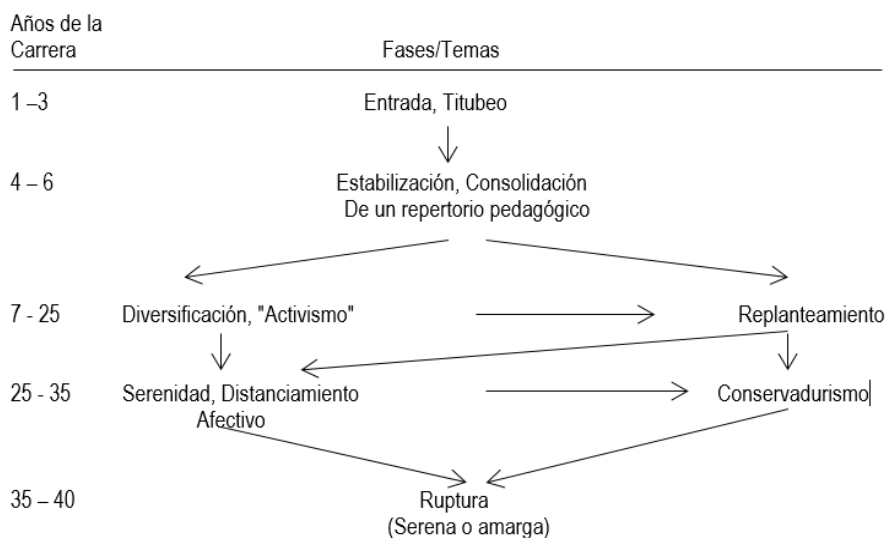 Años de la
Carrera Fases/Temas
1 –3 Entrada, Titubeo
4 – 6 Estabilización, Consolidación
De un repertorio pedagógico
7 - 25 Diversificación, "Activismo" Replanteamiento
25 - 35 Serenidad, Distanciamiento Conservadurismo
Afectivo
35 – 40 Ruptura
(Serena o amarga)